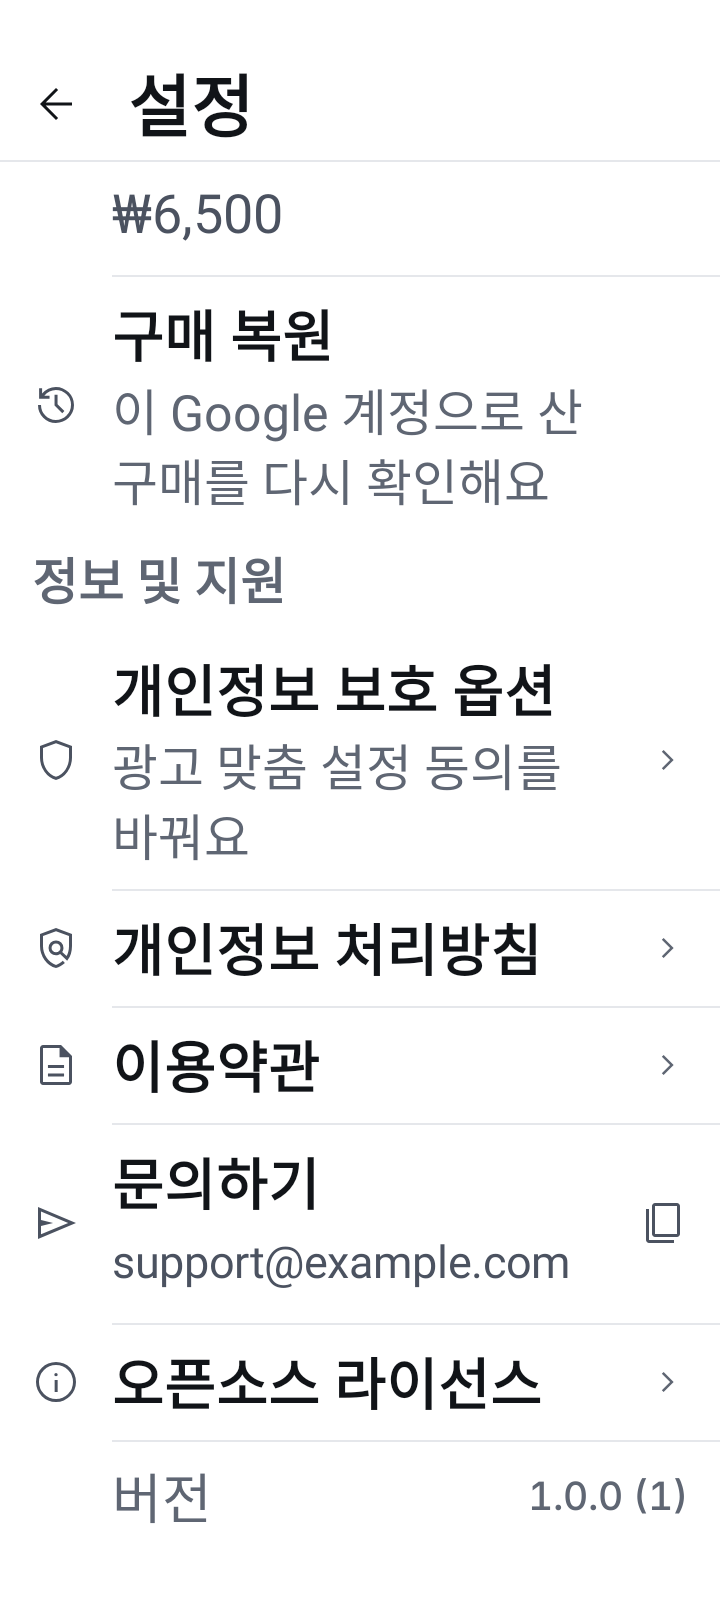 설정
₩6,500
구매 복원
이 Google 계정으로 산
구매를 다시 확인해요
정보 및 지원
개인정보 보호 옵션
광고 맞춤 설정 동의를
바꿔요
개인정보 처리방침
이용약관
문의하기
support@example.com
오픈소스 라이선스
버전 1.0.0 (1)